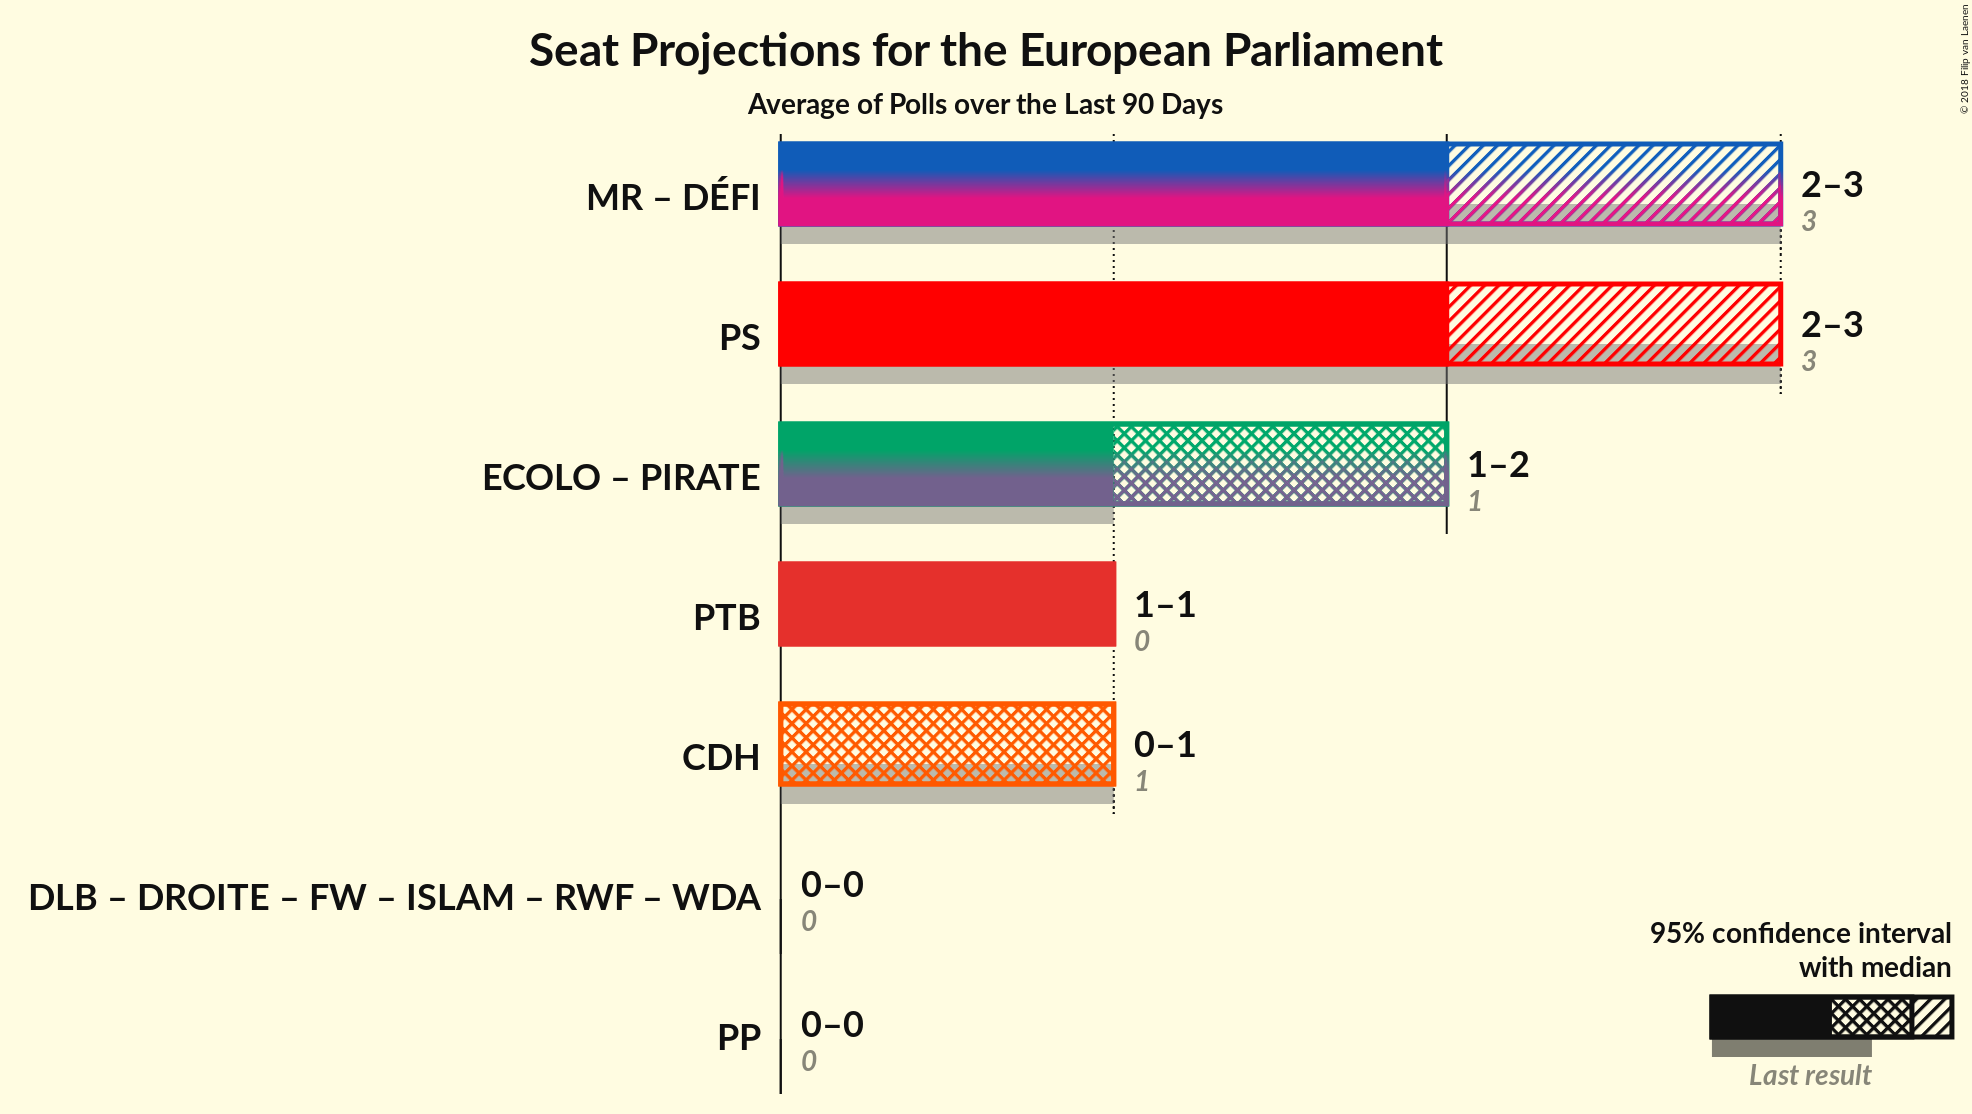 Seat Projections for the European Parliament
Average of Polls over the Last 90 Days
© 2018 Filip van Laenen
MR – DÉFI
2–3
3
PS
2–3
3
ECOLO – PIRATE
1–2
1
PTB
1–1
0
CDH
0–1
1
DLB – DROITE – FW – ISLAM – RWF – WDA
0–0
0
PP
0–0
0
95% confidence interval
with median
Last result